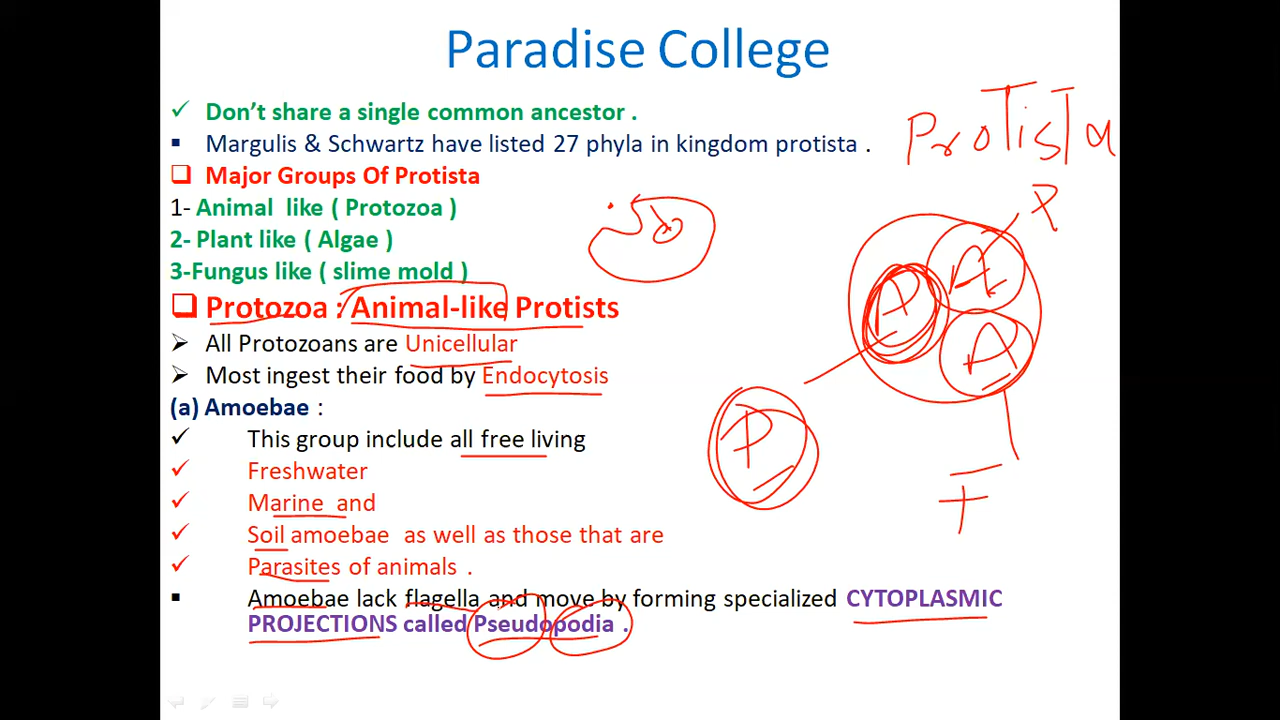 Paradise College
✓ Don't share a single common ancestor .
▪ Margulis & Schwartz have listed 27 phyla in kingdom protista .
❑ Major Groups Of Protista
1- Animal like ( Protozoa )
2- Plant like ( Algae )
3-Fungus like ( slime mold )
❑ Protozoa : Animal-like Protists
➢ All Protozoans are Unicellular
➢ Most ingest their food by Endocytosis
(a) Amoebae :
✓ This group include all free living
✓ Freshwater
✓ Marine and
✓ Soil amoebae as well as those that are
✓ Parasites of animals .
▪ Amoebae lack flagella and move by forming specialized CYTOPLASMIC
PROJECTIONS called Pseudopodia .
Protista
P
A
A
P
F